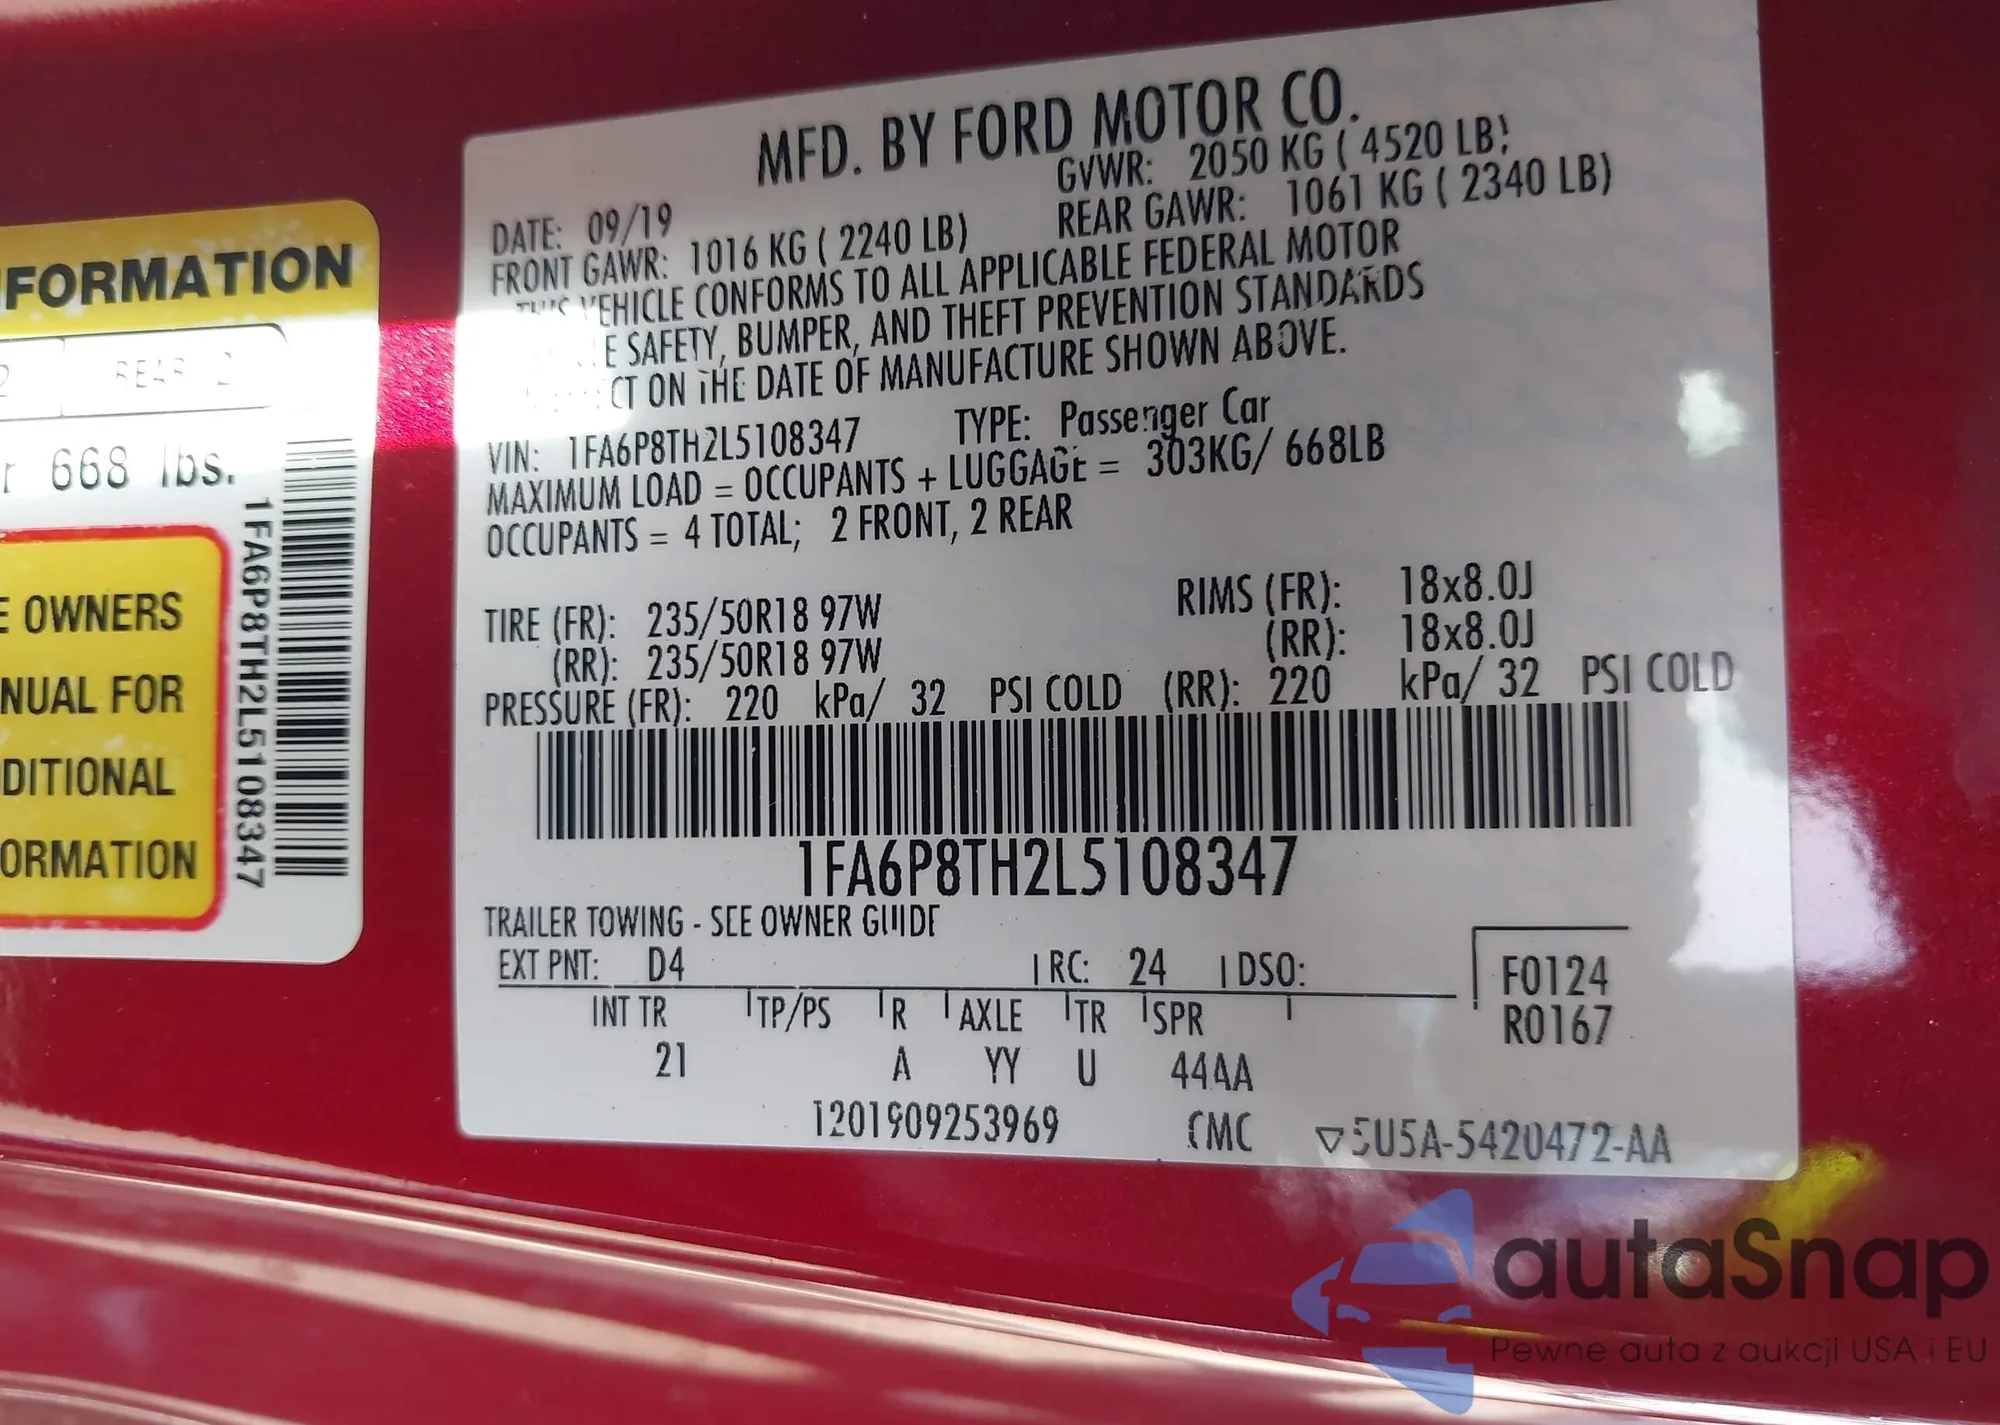 FORMATION
2 REAR 2
r 668 lbs.
E OWNERS
NUAL FOR
DITIONAL
ORMATION
1FA6P8TH2L5108347
MFD. BY FORD MOTOR CO.
DATE: 09/19 GVWR: 2050 KG ( 4520 LB)
FRONT GAWR: 1016 KG ( 2240 LB) REAR GAWR: 1061 KG ( 2340 LB)
THIS VEHICLE CONFORMS TO ALL APPLICABLE FEDERAL MOTOR
LE SAFETY, BUMPER, AND THEFT PREVENTION STANDARDS
CT ON THE DATE OF MANUFACTURE SHOWN ABOVE.
VIN: 1FA6P8TH2L5108347 TYPE: Passenger Car
MAXIMUM LOAD = OCCUPANTS + LUGGAGE = 303KG/ 668LB
OCCUPANTS = 4 TOTAL; 2 FRONT, 2 REAR
TIRE (FR): 235/50R18 97W RIMS (FR): 18x8.0J
(RR): 235/50R18 97W (RR): 18x8.0J
PRESSURE (FR): 220 kPa/ 32 PSI COLD (RR): 220 kPa/ 32 PSI COLD
1FA6P8TH2L5108347
TRAILER TOWING - SEE OWNER GUIDE
EXT PNT: D4 RC: 24 DSO: F0124
INT TR TP/PS R AXLE TR SPR R0167
21 A YY U 44AA
1201909253969 CMC ▽5U5A-5420472-AA
autaSnap
Pewne auta z aukcji USA i EU